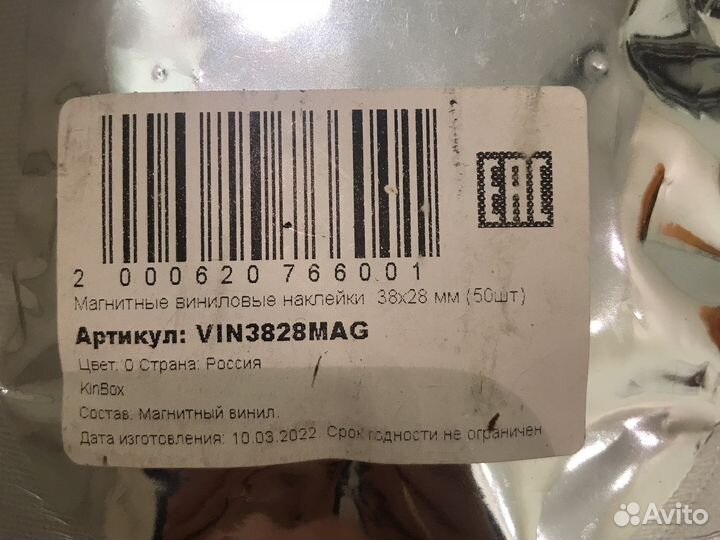 2 000620 766001
Магнитные виниловые наклейки 38x28 мм (50шт)
Артикул: VIN3828MAG
Цвет: 0 Страна: Россия
KinBox
Состав: Магнитный винил.
Дата изготовления: 10.03.2022 Срок годности не ограничен
Avito